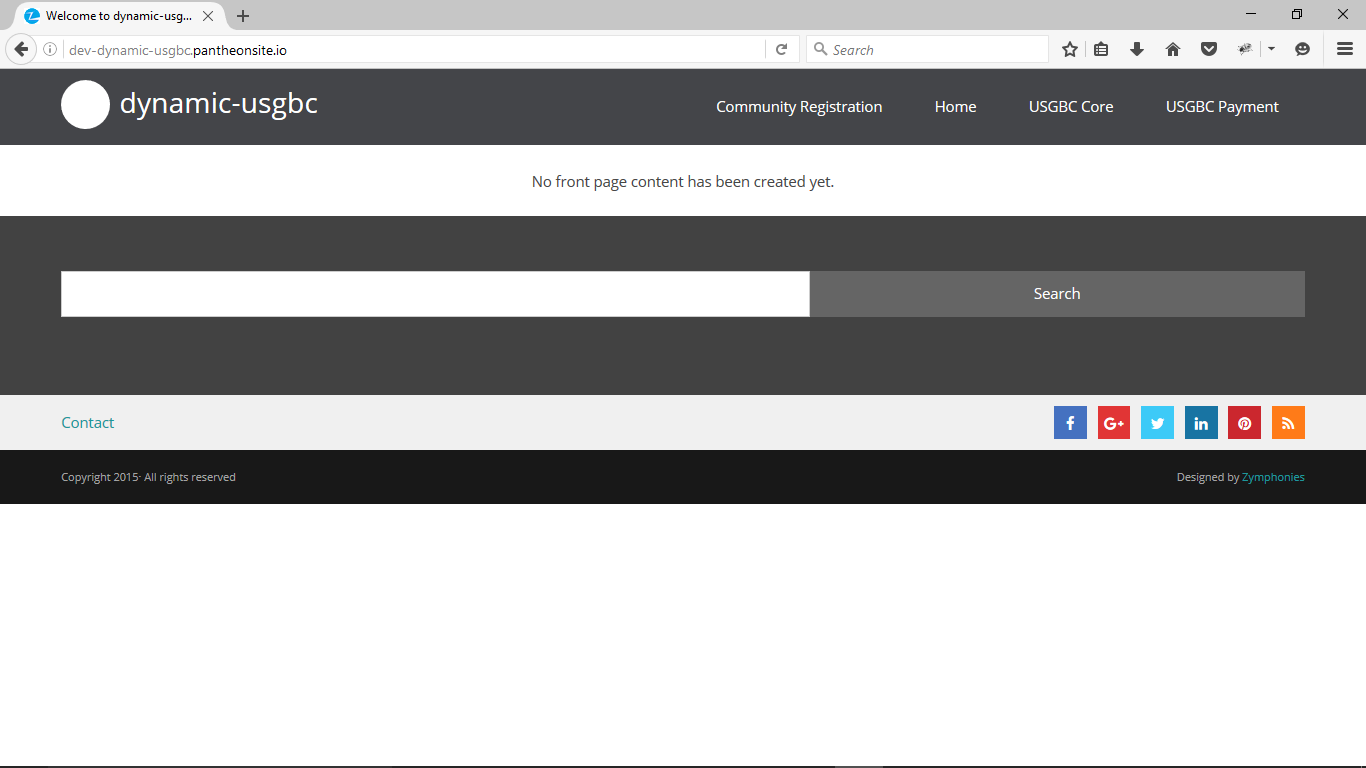 Welcome to dynamic-usg...
dev-dynamic-usgbc.pantheonsite.io
Search
dynamic-usgbc
Community Registration
Home
USGBC Core
USGBC Payment
No front page content has been created yet.
Search
Contact
Copyright 2015· All rights reserved
Designed by Zymphonies